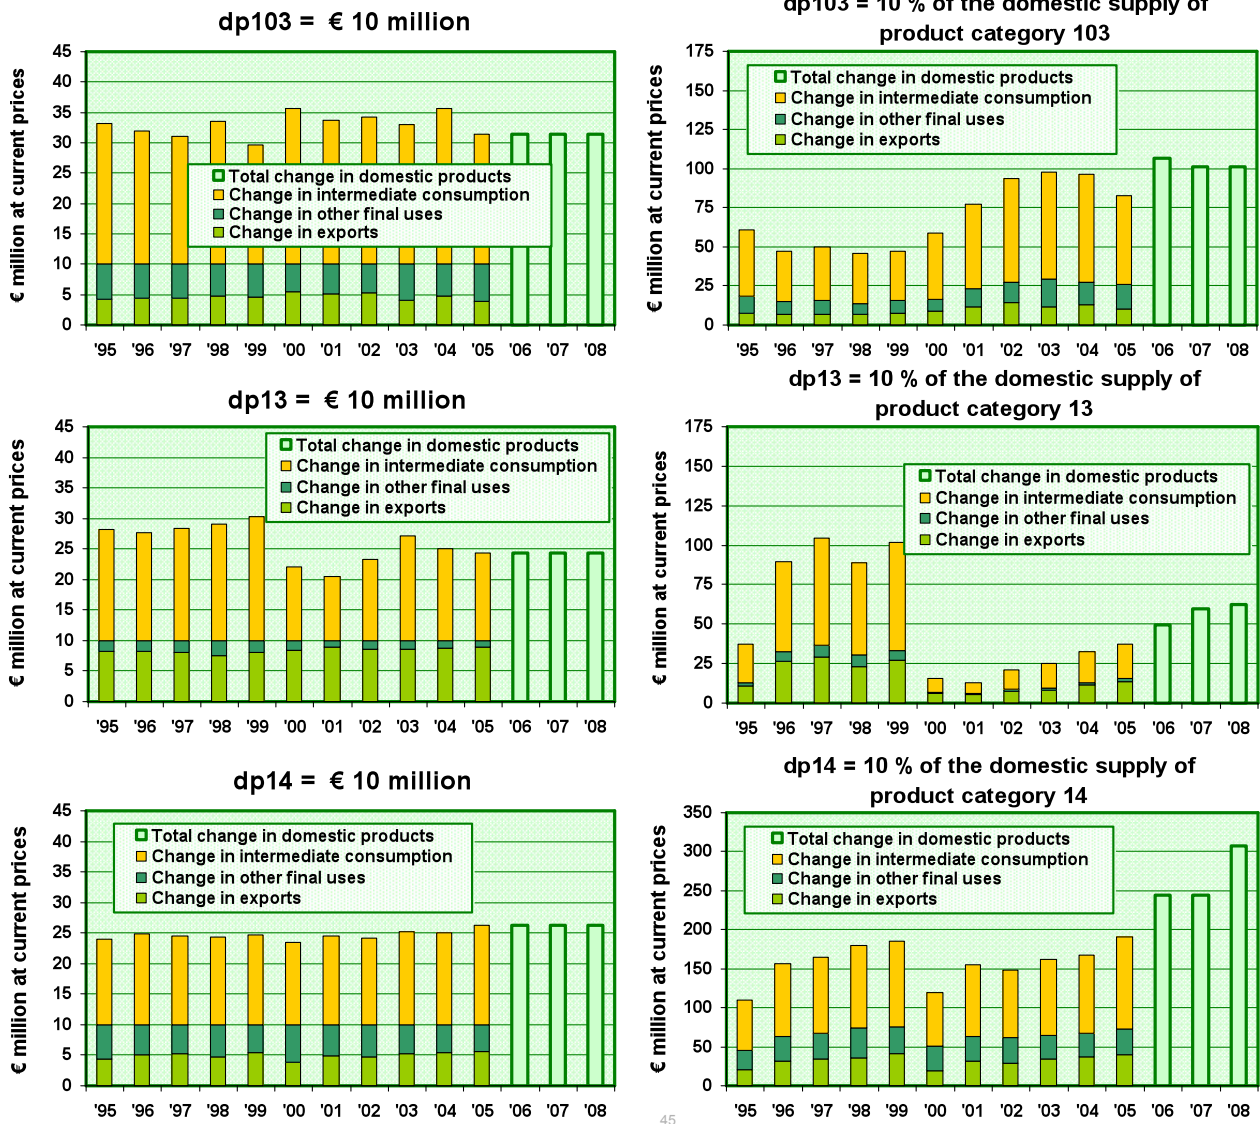 dp103 = € 10 million
€ million at current prices
45
40
35
30
25
20
15
10
5
0
Total change in domestic products
Change in intermediate consumption
Change in other final uses
Change in exports
'95 '96 '97 '98 '99 '00 '01 '02 '03 '04 '05 '06 '07 '08
dp103 = 10 % of the domestic supply of
product category 103
€ million at current prices
175
150
125
100
75
50
25
0
Total change in domestic products
Change in intermediate consumption
Change in other final uses
Change in exports
'95 '96 '97 '98 '99 '00 '01 '02 '03 '04 '05 '06 '07 '08
dp13 = € 10 million
€ million at current prices
45
40
35
30
25
20
15
10
5
0
Total change in domestic products
Change in intermediate consumption
Change in other final uses
Change in exports
'95 '96 '97 '98 '99 '00 '01 '02 '03 '04 '05 '06 '07 '08
dp13 = 10 % of the domestic supply of
product category 13
€ million at current prices
175
150
125
100
75
50
25
0
Total change in domestic products
Change in intermediate consumption
Change in other final uses
Change in exports
'95 '96 '97 '98 '99 '00 '01 '02 '03 '04 '05 '06 '07 '08
dp14 = € 10 million
€ million at current prices
45
40
35
30
25
20
15
10
5
0
Total change in domestic products
Change in intermediate consumption
Change in other final uses
Change in exports
'95 '96 '97 '98 '99 '00 '01 '02 '03 '04 '05 '06 '07 '08
dp14 = 10 % of the domestic supply of
product category 14
€ million at current prices
350
300
250
200
150
100
50
0
Total change in domestic products
Change in intermediate consumption
Change in other final uses
Change in exports
'95 '96 '97 '98 '99 '00 '01 '02 '03 '04 '05 '06 '07 '08
45